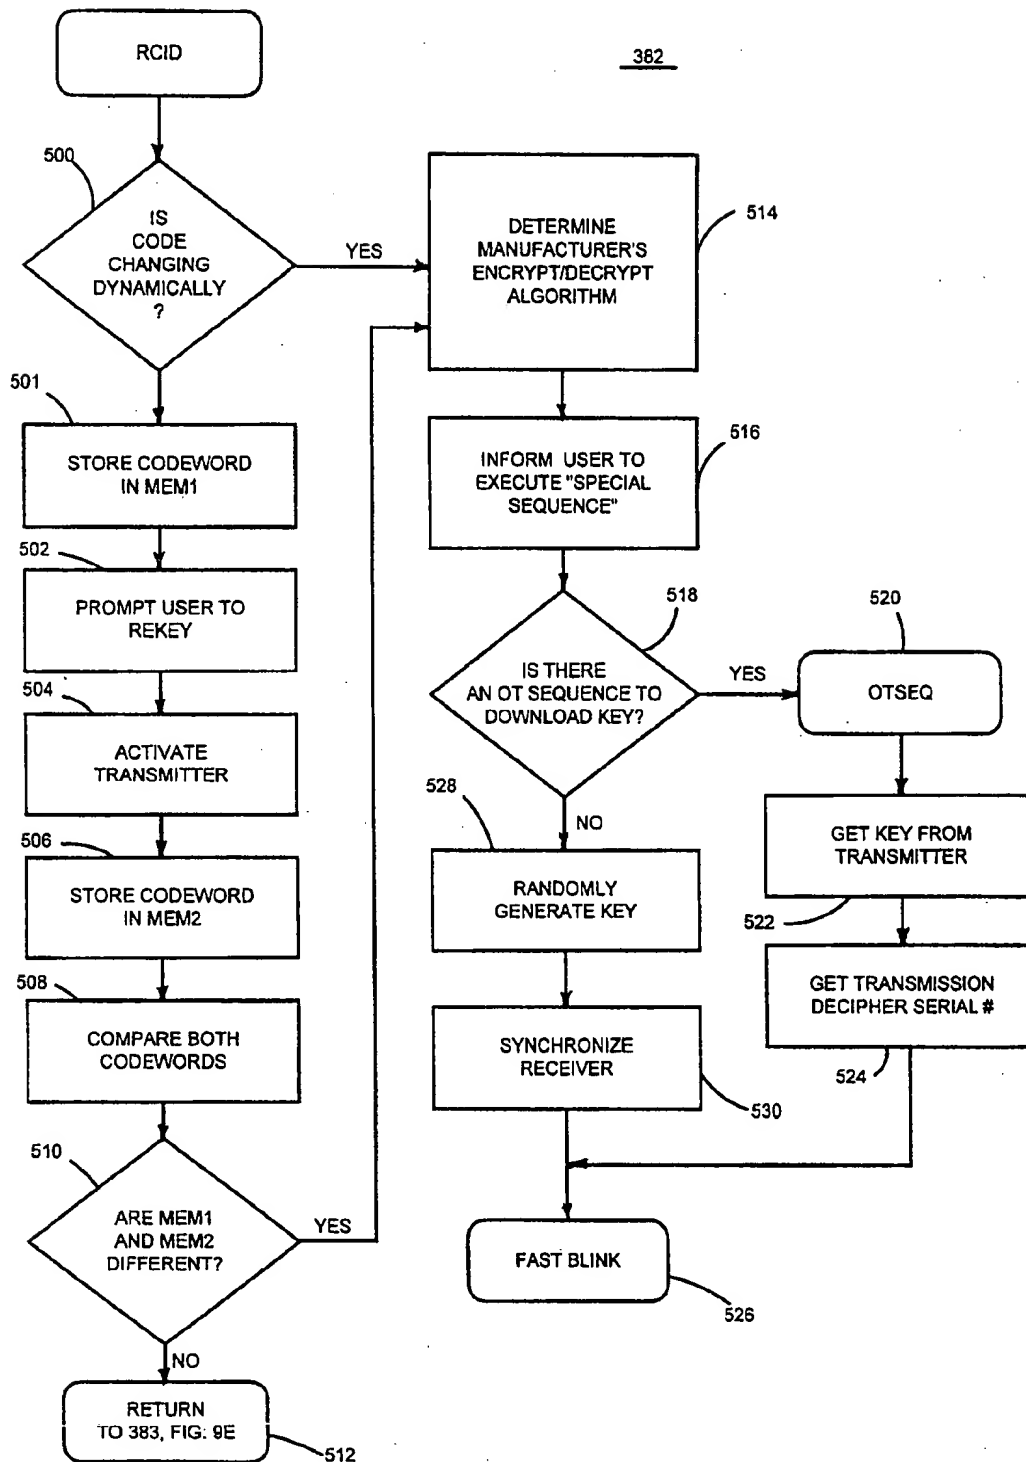 RCID
382
500
IS
CODE
CHANGING
DYNAMICALLY
?
YES
501
STORE CODEWORD
IN MEM1
502
PROMPT USER TO
REKEY
504
ACTIVATE
TRANSMITTER
506
STORE CODEWORD
IN MEM2
508
COMPARE BOTH
CODEWORDS
510
ARE MEM1
AND MEM2
DIFFERENT?
YES
NO
RETURN
TO 383, FIG: 9E
512
DETERMINE
MANUFACTURER'S
ENCRYPT/DECRYPT
ALGORITHM
514
INFORM USER TO
EXECUTE "SPECIAL
SEQUENCE"
516
518
IS THERE
AN OT SEQUENCE TO
DOWNLOAD KEY?
YES
NO
520
OTSEQ
GET KEY FROM
TRANSMITTER
522
GET TRANSMISSION
DECIPHER SERIAL #
524
528
RANDOMLY
GENERATE KEY
SYNCHRONIZE
RECEIVER
530
FAST BLINK
526